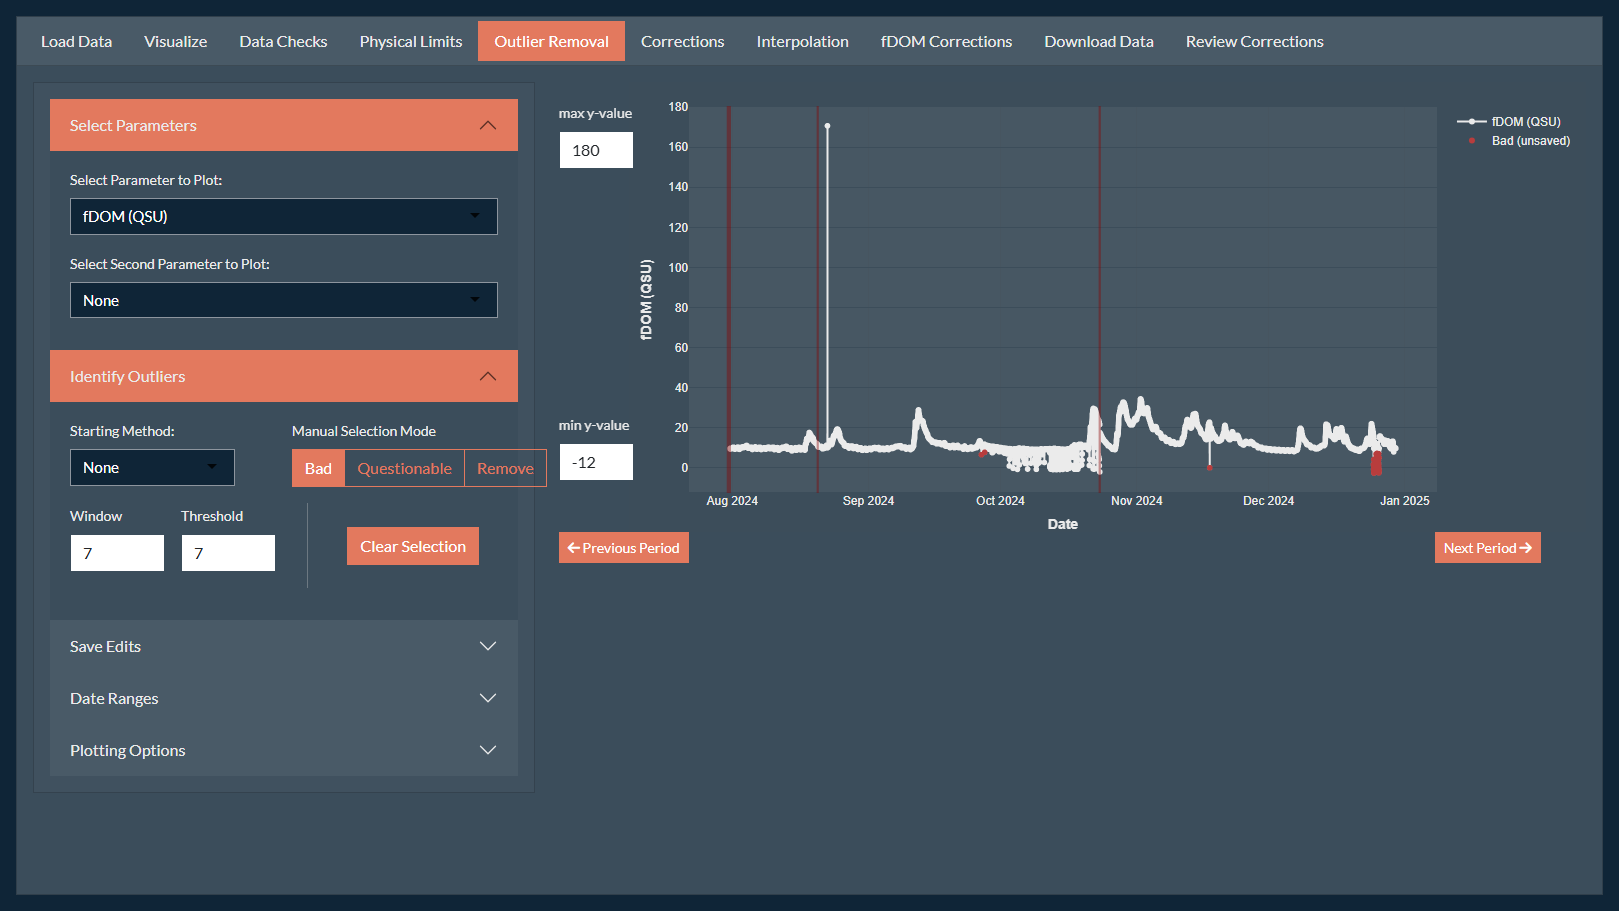 Load Data Visualize Data Checks Physical Limits Outlier Removal Corrections Interpolation fDOM Corrections Download Data Review Corrections
Select Parameters
Select Parameter to Plot:
fDOM (QSU)
Select Second Parameter to Plot:
None
Identify Outliers
Starting Method:
None
Manual Selection Mode
Bad Questionable Remove
Window
7
Threshold
7
Clear Selection
Save Edits
Date Ranges
Plotting Options
max y-value
180
min y-value
-12
fDOM (QSU)
180
160
140
120
100
80
60
40
20
0
Aug 2024 Sep 2024 Oct 2024 Nov 2024 Dec 2024 Jan 2025
Date
fDOM (QSU)
Bad (unsaved)
Previous Period
Next Period